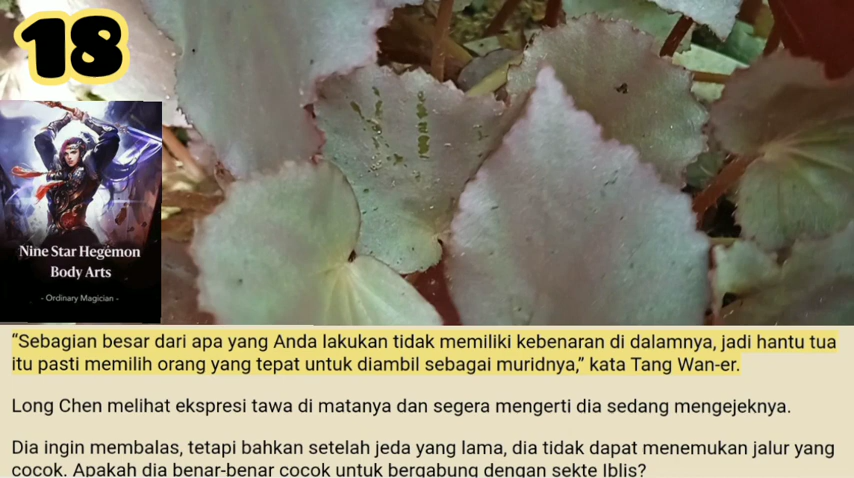 18
Nine Star Hegemon
Body Arts
- Ordinary Magician -
“Sebagian besar dari apa yang Anda lakukan tidak memiliki kebenaran di dalamnya, jadi hantu tua
itu pasti memilih orang yang tepat untuk diambil sebagai muridnya,” kata Tang Wan-er.
Long Chen melihat ekspresi tawa di matanya dan segera mengerti dia sedang mengejeknya.
Dia ingin membalas, tetapi bahkan setelah jeda yang lama, dia tidak dapat menemukan jalur yang
cocok. Apakah dia benar-benar cocok untuk bergabung dengan sekte Iblis?